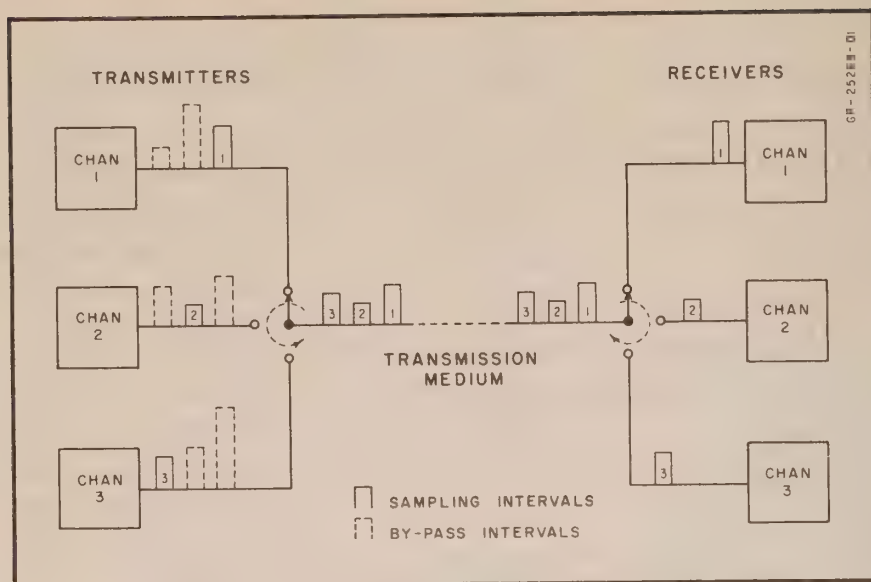 TRANSMITTERS
RECEIVERS
CHAN
1
1
1
CHAN
1
CHAN
2
2
3 2 1
3 2 1
2
CHAN
2
TRANSMISSION
MEDIUM
CHAN
3
3
3
CHAN
3
SAMPLING INTERVALS
BY-PASS INTERVALS